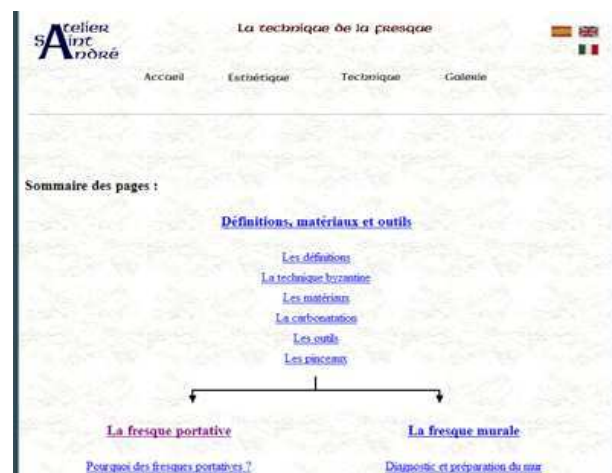 Atelier
Saint
André
La technique de la fresque
Accueil Esthétique Technique Galerie
Sommaire des pages :
Définitions, matériaux et outils
Les définitions
La technique byzantine
Les matériaux
La carbonatation
Les outils
Les pinceaux
La fresque portative La fresque murale
Pourquoi des fresques portatives ? Diagnostic et préparation du mur